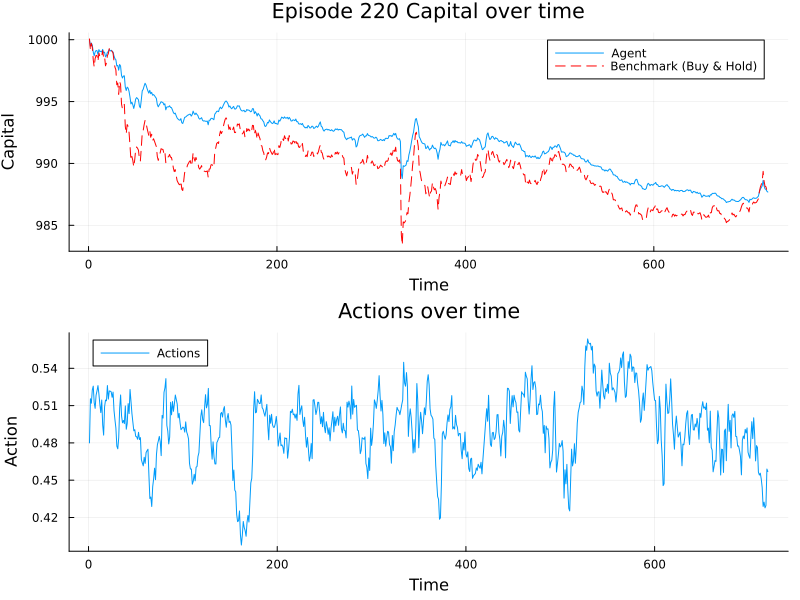 Episode 220 Capital over time
1000
995
990
985
Capital
Agent
Benchmark (Buy & Hold)
0
200
400
600
Time
Actions over time
0.54
0.51
0.48
0.45
0.42
Action
Actions
0
200
400
600
Time